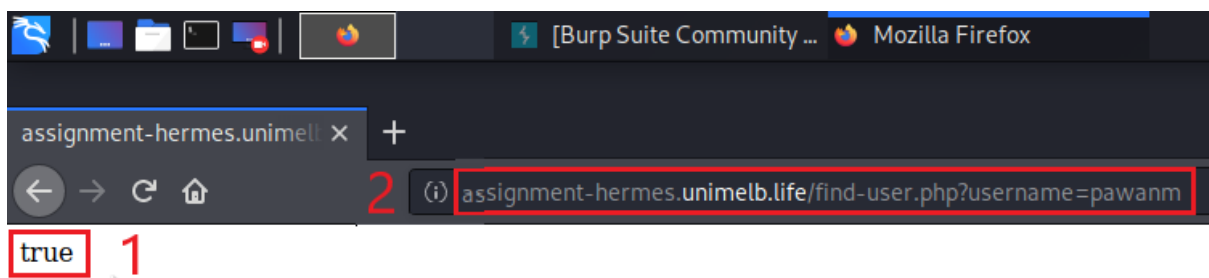 [Burp Suite Community ... Mozilla Firefox
assignment-hermes.unimell × +
2 (i) assignment-hermes.unimelb.life/find-user.php?username=pawanm
true 1